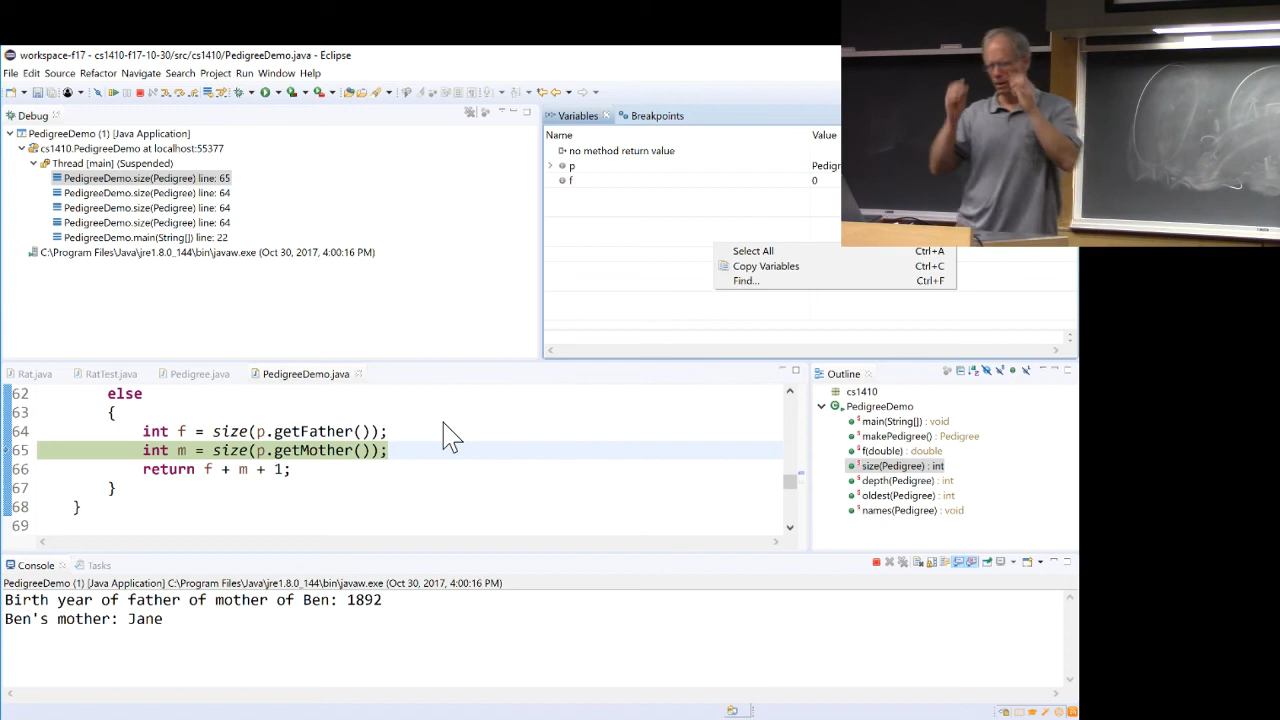 workspace-f17 - cs1410-f17-10-30/src/cs1410/PedigreeDemo.java - Eclipse
File Edit Source Refactor Navigate Search Project Run Window Help
Debug
PedigreeDemo (1) [Java Application]
cs1410.PedigreeDemo at localhost:55377
Thread [main] (Suspended)
PedigreeDemo.size(Pedigree) line: 65
PedigreeDemo.size(Pedigree) line: 64
PedigreeDemo.size(Pedigree) line: 64
PedigreeDemo.size(Pedigree) line: 64
PedigreeDemo.main(String[]) line: 22
C:\Program Files\Java\jre1.8.0_144\bin\javaw.exe (Oct 30, 2017, 4:00:16 PM)
Variables Breakpoints
Name Value
no method return value
p Pedigr
f 0
Select All Ctrl+A
Copy Variables Ctrl+C
Find... Ctrl+F
Rat.java RatTest.java Pedigree.java PedigreeDemo.java
62 else
63 {
64 int f = size(p.getFather());
65 int m = size(p.getMother());
66 return f + m + 1;
67 }
68 }
69
Outline
cs1410
PedigreeDemo
main(String[]) : void
makePedigree() : Pedigree
f(double) : double
size(Pedigree) : int
depth(Pedigree) : int
oldest(Pedigree) : int
names(Pedigree) : void
Console Tasks
PedigreeDemo (1) [Java Application] C:\Program Files\Java\jre1.8.0_144\bin\javaw.exe (Oct 30, 2017, 4:00:16 PM)
Birth year of father of mother of Ben: 1892
Ben's mother: Jane